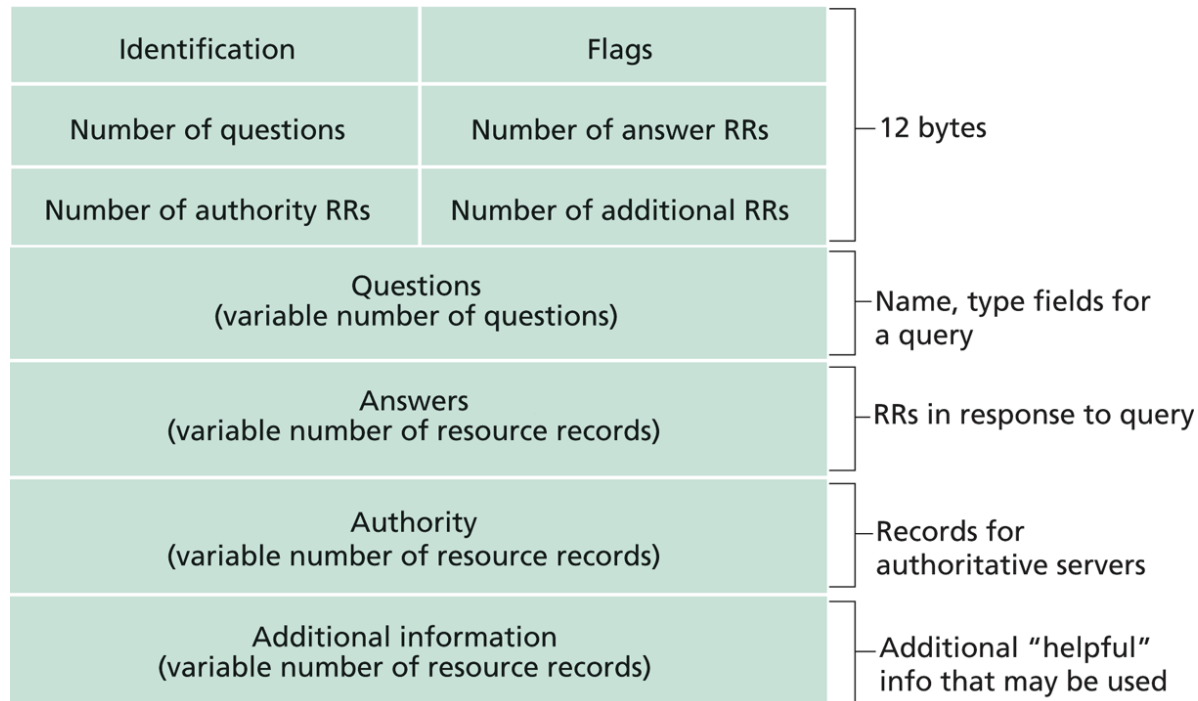 Identification
Flags
Number of questions
Number of answer RRs
12 bytes
Number of authority RRs
Number of additional RRs
Questions
(variable number of questions)
Name, type fields for
a query
Answers
(variable number of resource records)
RRs in response to query
Authority
(variable number of resource records)
Records for
authoritative servers
Additional information
(variable number of resource records)
Additional “helpful”
info that may be used